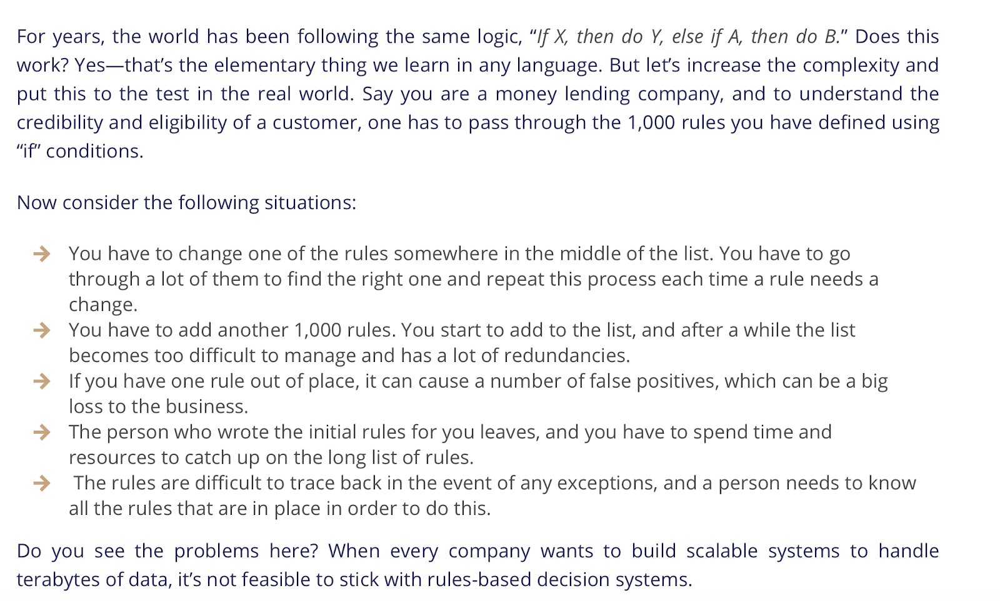 For years, the world has been following the same logic, “If X, then do Y, else if A, then do B.” Does this
work? Yes—that’s the elementary thing we learn in any language. But let’s increase the complexity and
put this to the test in the real world. Say you are a money lending company, and to understand the
credibility and eligibility of a customer, one has to pass through the 1,000 rules you have defined using
“if” conditions.
Now consider the following situations:
→ You have to change one of the rules somewhere in the middle of the list. You have to go
through a lot of them to find the right one and repeat this process each time a rule needs a
change.
→ You have to add another 1,000 rules. You start to add to the list, and after a while the list
becomes too difficult to manage and has a lot of redundancies.
→ If you have one rule out of place, it can cause a number of false positives, which can be a big
loss to the business.
→ The person who wrote the initial rules for you leaves, and you have to spend time and
resources to catch up on the long list of rules.
→ The rules are difficult to trace back in the event of any exceptions, and a person needs to know
all the rules that are in place in order to do this.
Do you see the problems here? When every company wants to build scalable systems to handle
terabytes of data, it’s not feasible to stick with rules-based decision systems.